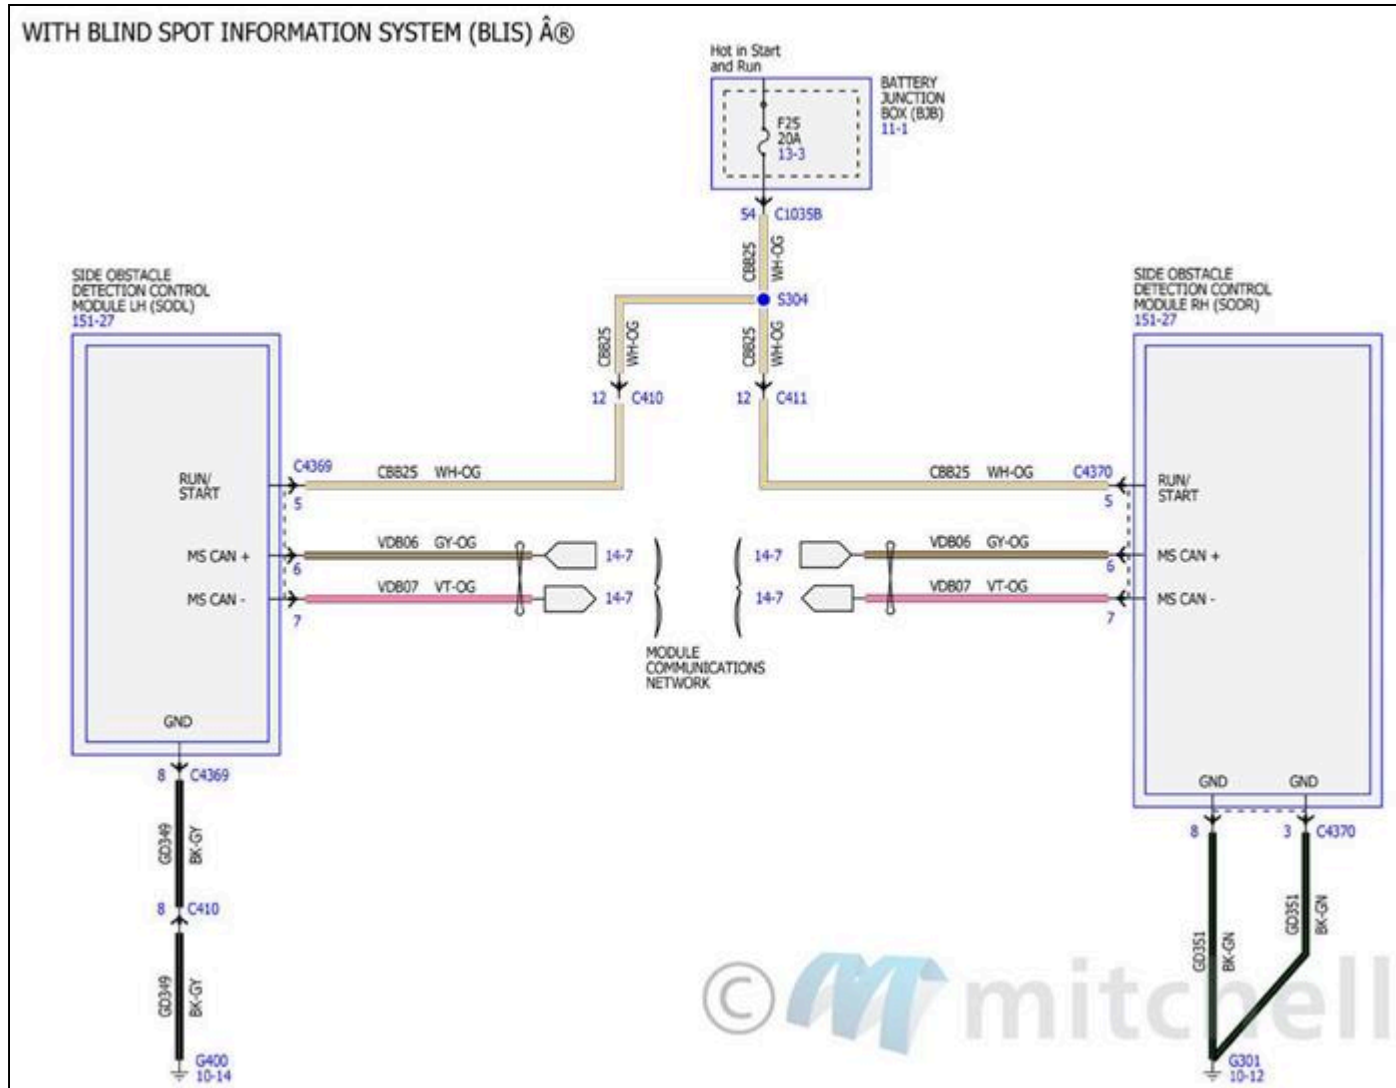 WITH BLIND SPOT INFORMATION SYSTEM (BLIS) Â®
Hot in Start
and Run
BATTERY
JUNCTION
BOX (BJB)
11-1
F25
20A
13-3
54 C1035B
CBB25 WH-OG
S304
CBB25 WH-OG
CBB25 WH-OG
12 C410
12 C411
SIDE OBSTACLE
DETECTION CONTROL
MODULE LH (SODL)
151-27
SIDE OBSTACLE
DETECTION CONTROL
MODULE RH (SODR)
151-27
RUN/
START
C4369
5
CBB25 WH-OG
CBB25 WH-OG
C4370
5
RUN/
START
MS CAN +
6
VDB06 GY-OG
14-7
14-7
VDB06 GY-OG
6
MS CAN +
MS CAN -
7
VDB07 VT-OG
14-7
14-7
VDB07 VT-OG
7
MS CAN -
MODULE
COMMUNICATIONS
NETWORK
GND
8 C4369
GD349 BK-GY
8 C410
GD349 BK-GY
G400
10-14
GND GND
8 3 C4370
GD351 BK-GN
GD351 BK-GN
G301
10-12
© mitchell